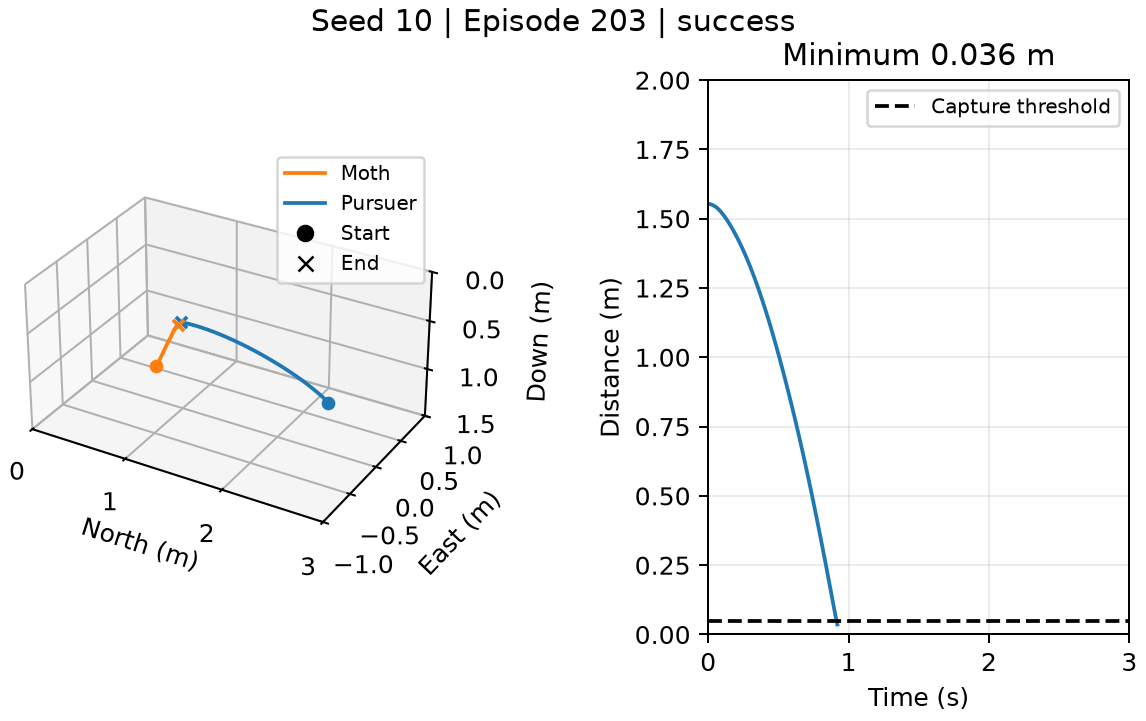 Seed 10 | Episode 203 | success
Moth
Pursuer
Start
End
0.0
0.5
1.0
1.5
Down (m)
1.0
0.5
0.0
−0.5
−1.0
East (m)
0
1
2
3
North (m)
Minimum 0.036 m
Capture threshold
2.00
1.75
1.50
1.25
1.00
0.75
0.50
0.25
0.00
Distance (m)
0
1
2
3
Time (s)